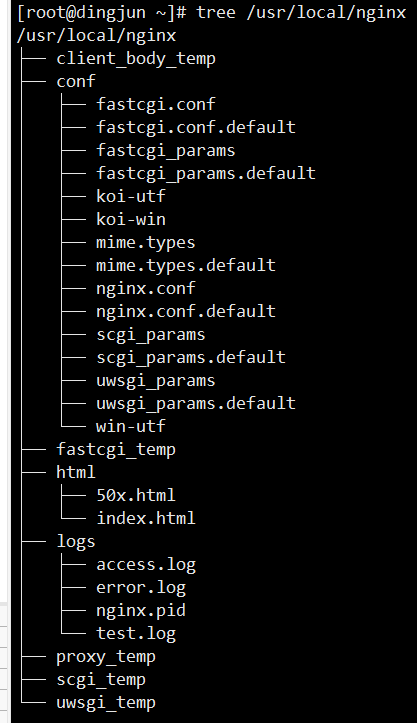 [root@dingjun ~]# tree /usr/local/nginx
/usr/local/nginx
├── client_body_temp
├── conf
│   ├── fastcgi.conf
│   ├── fastcgi.conf.default
│   ├── fastcgi_params
│   ├── fastcgi_params.default
│   ├── koi-utf
│   ├── koi-win
│   ├── mime.types
│   ├── mime.types.default
│   ├── nginx.conf
│   ├── nginx.conf.default
│   ├── scgi_params
│   ├── scgi_params.default
│   ├── uwsgi_params
│   ├── uwsgi_params.default
│   └── win-utf
├── fastcgi_temp
├── html
│   ├── 50x.html
│   └── index.html
├── logs
│   ├── access.log
│   ├── error.log
│   ├── nginx.pid
│   └── test.log
├── proxy_temp
├── scgi_temp
└── uwsgi_temp